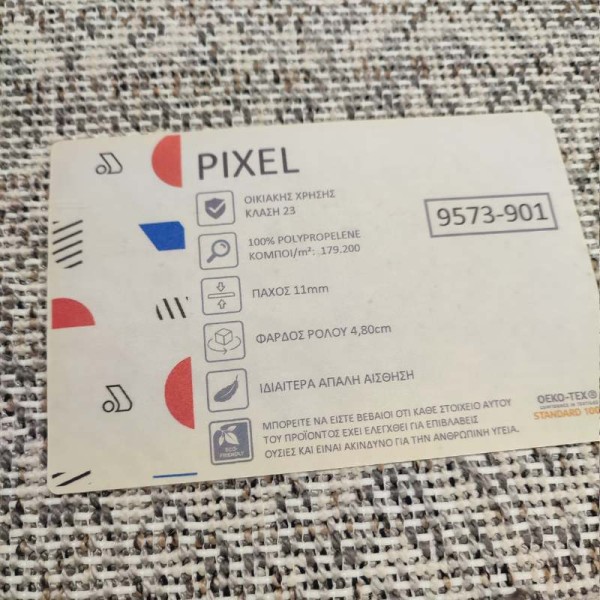 PIXEL
ΟΙΚΙΑΚΗΣ ΧΡΗΣΗΣ
ΚΛΑΣΗ 23
9573-901
100% POLYPROPELENE
ΚΟΜΠΟΙ/m²: .179.200
ΠΑΧΟΣ 11mm
ΦΑΡΔΟΣ ΡΟΛΟΥ 4,80cm
ΙΔΙΑΙΤΕΡΑ ΑΠΑΛΗ ΑΙΣΘΗΣΗ
ΜΠΟΡΕΙΤΕ ΝΑ ΕΙΣΤΕ ΒΕΒΑΙΟΙ ΟΤΙ ΚΑΘΕ ΣΤΟΙΧΕΙΟ ΑΥΤΟΥ
ΤΟΥ ΠΡΟΪΟΝΤΟΣ ΕΧΕΙ ΕΛΕΓΧΘΕΙ ΓΙΑ ΕΠΙΒΛΑΒΕΙΣ
ΟΥΣΙΕΣ ΚΑΙ ΕΙΝΑΙ ΑΚΙΝΔΥΝΟ ΓΙΑ ΤΗΝ ΑΝΘΡΩΠΙΝΗ ΥΓΕΙΑ.
ECO-
FRIENDLY
OEKO-TEX®
STANDARD 100